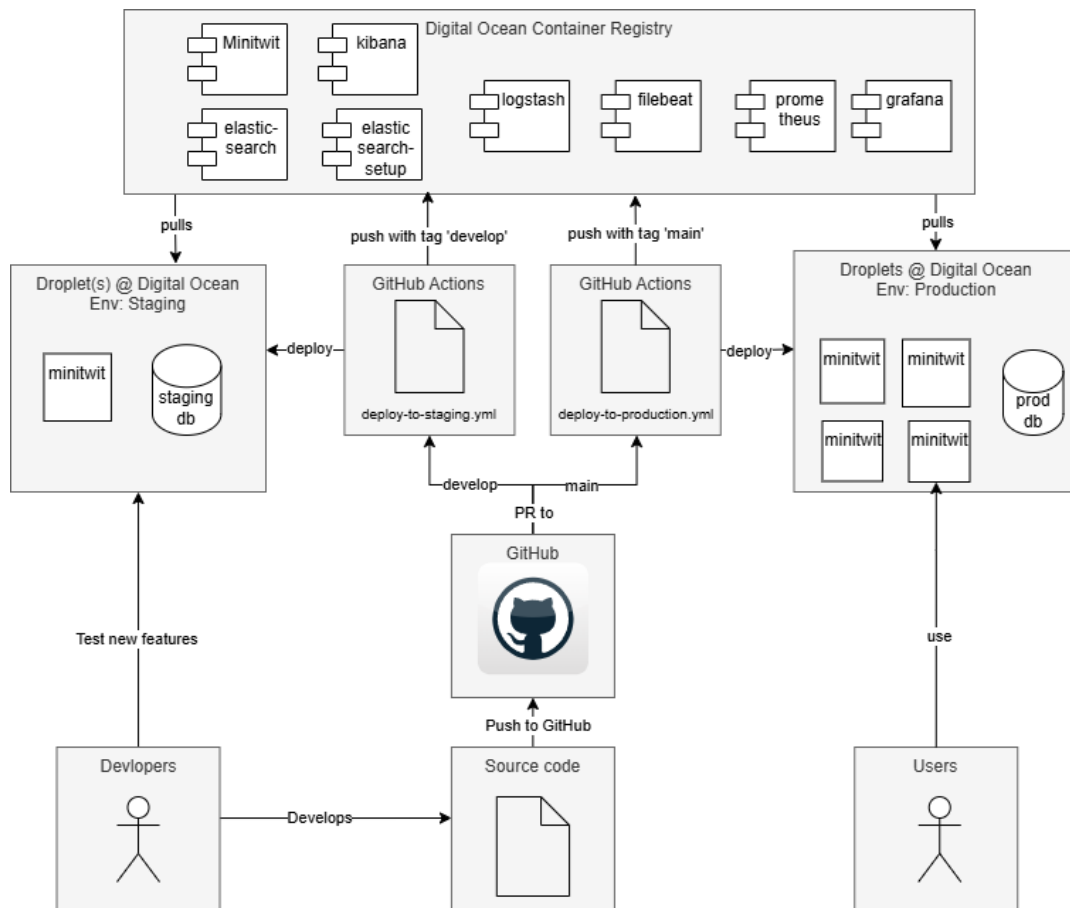 Digital Ocean Container Registry
Minitwit
kibana
logstash
filebeat
prome
theus
grafana
elastic-
search
elastic
search-
setup
pulls
push with tag 'develop'
push with tag 'main'
pulls
Droplet(s) @ Digital Ocean
Env: Staging
minitwit
staging
db
deploy
GitHub Actions
deploy-to-staging.yml
GitHub Actions
deploy-to-production.yml
deploy
Droplets @ Digital Ocean
Env: Production
minitwit
minitwit
minitwit
minitwit
prod
db
develop
main
PR to
GitHub
Test new features
use
Push to GitHub
Devlopers
Develops
Source code
Users